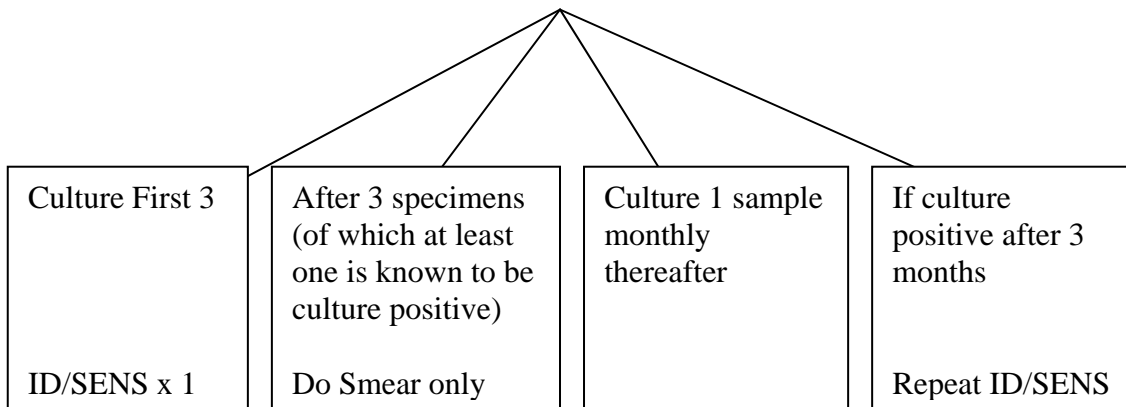 Culture First 3
ID/SENS x 1
After 3 specimens
(of which at least
one is known to be
culture positive)
Do Smear only
Culture 1 sample
monthly
thereafter
If culture
positive after 3
months
Repeat ID/SENS